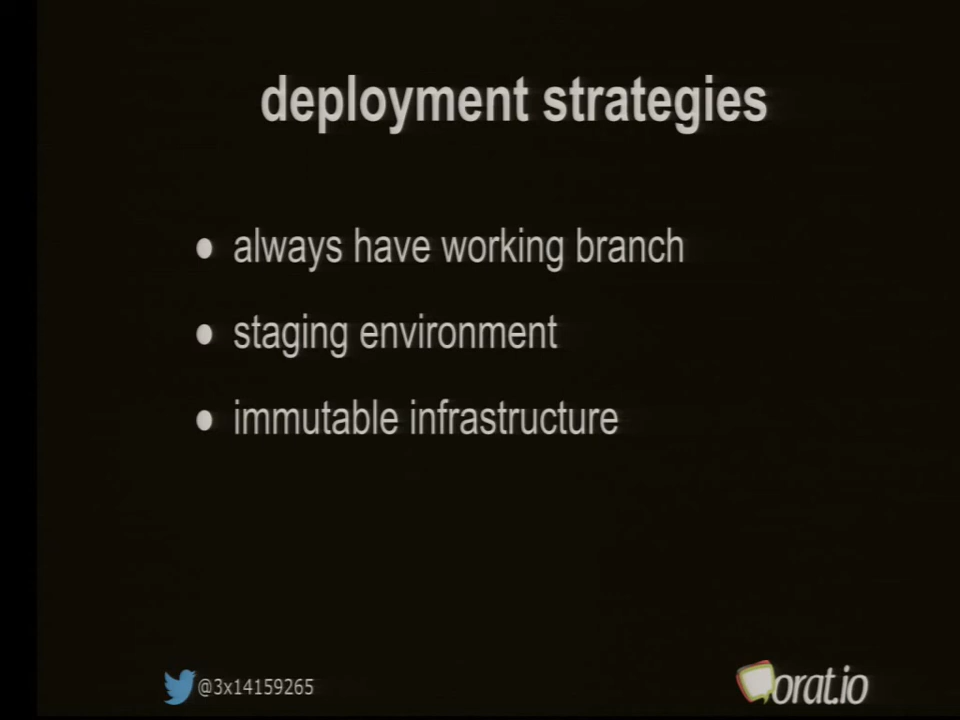 deployment strategies
● always have working branch
● staging environment
● immutable infrastructure
@3x14159265
orat.io